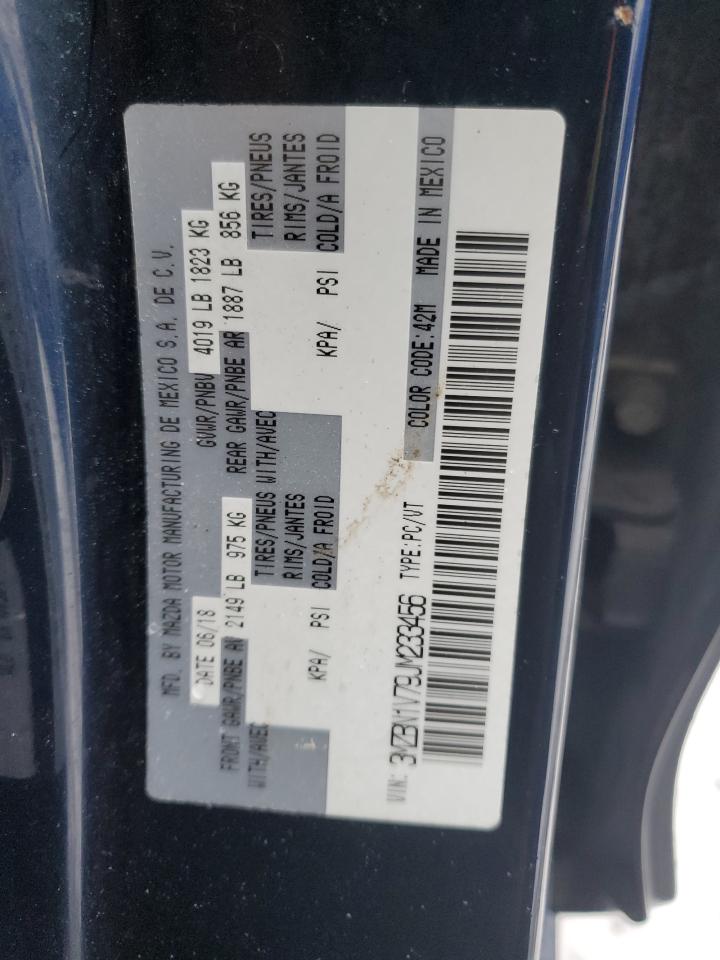 MFD. BY MAZDA MOTOR MANUFACTURING DE MEXICO S.A. DE C.V.
DATE 06/18 GVWR/PNBV 4019 LB 1823 KG
FRONT GAWR/PNBE AV 2149 LB 975 KG REAR GAWR/PNBE AR 1887 LB 856 KG
WITH/AVEC TIRES/PNEUS WITH/AVEC TIRES/PNEUS
RIMS/JANTES RIMS/JANTES
KPA/ PSI COLD/A FROID KPA/ PSI COLD/A FROID
VIN: 3MZBN1V79JM233456 TYPE:PC/VT COLOR CODE:42M MADE IN MEXICO